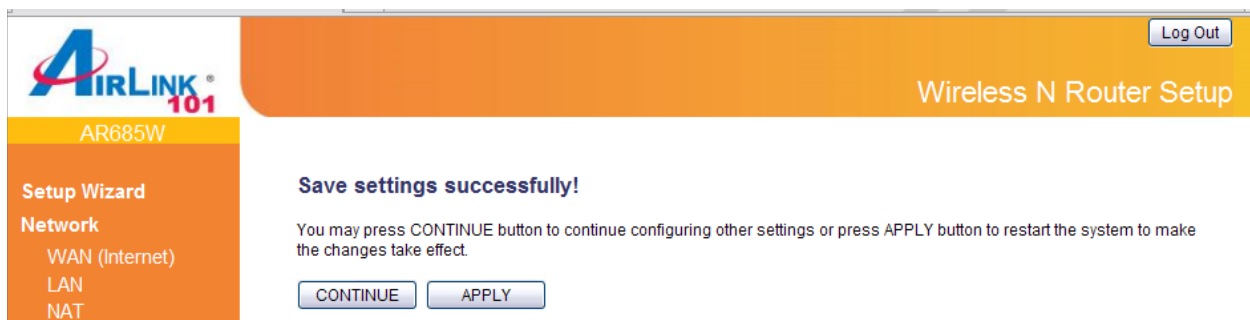 Log Out
AIRLINK ®
101
Wireless N Router Setup
AR685W
Setup Wizard
Network
WAN (Internet)
LAN
NAT
Save settings successfully!
You may press CONTINUE button to continue configuring other settings or press APPLY button to restart the system to make
the changes take effect.
CONTINUE
APPLY